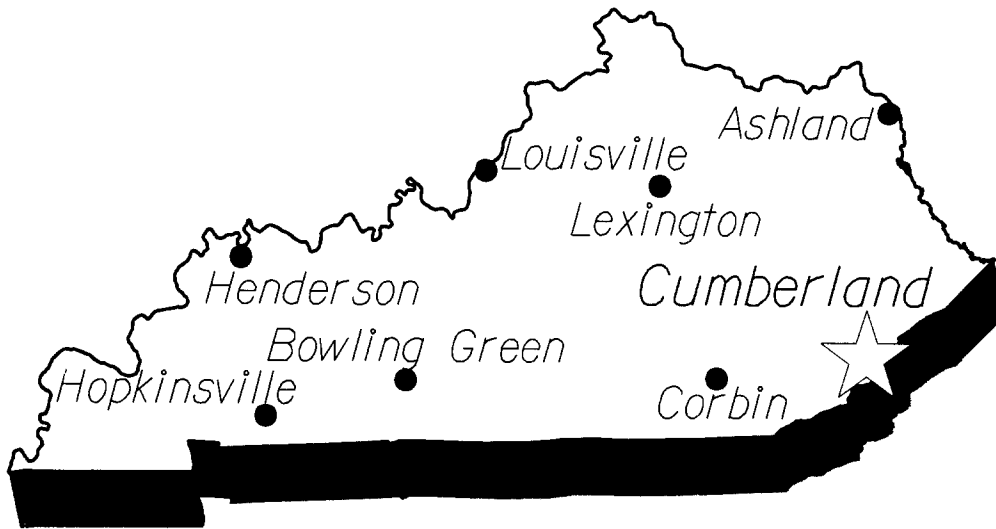 Ashland
Louisville
Lexington
Cumberland
Henderson
Bowling Green
Hopkinsville
Corbin